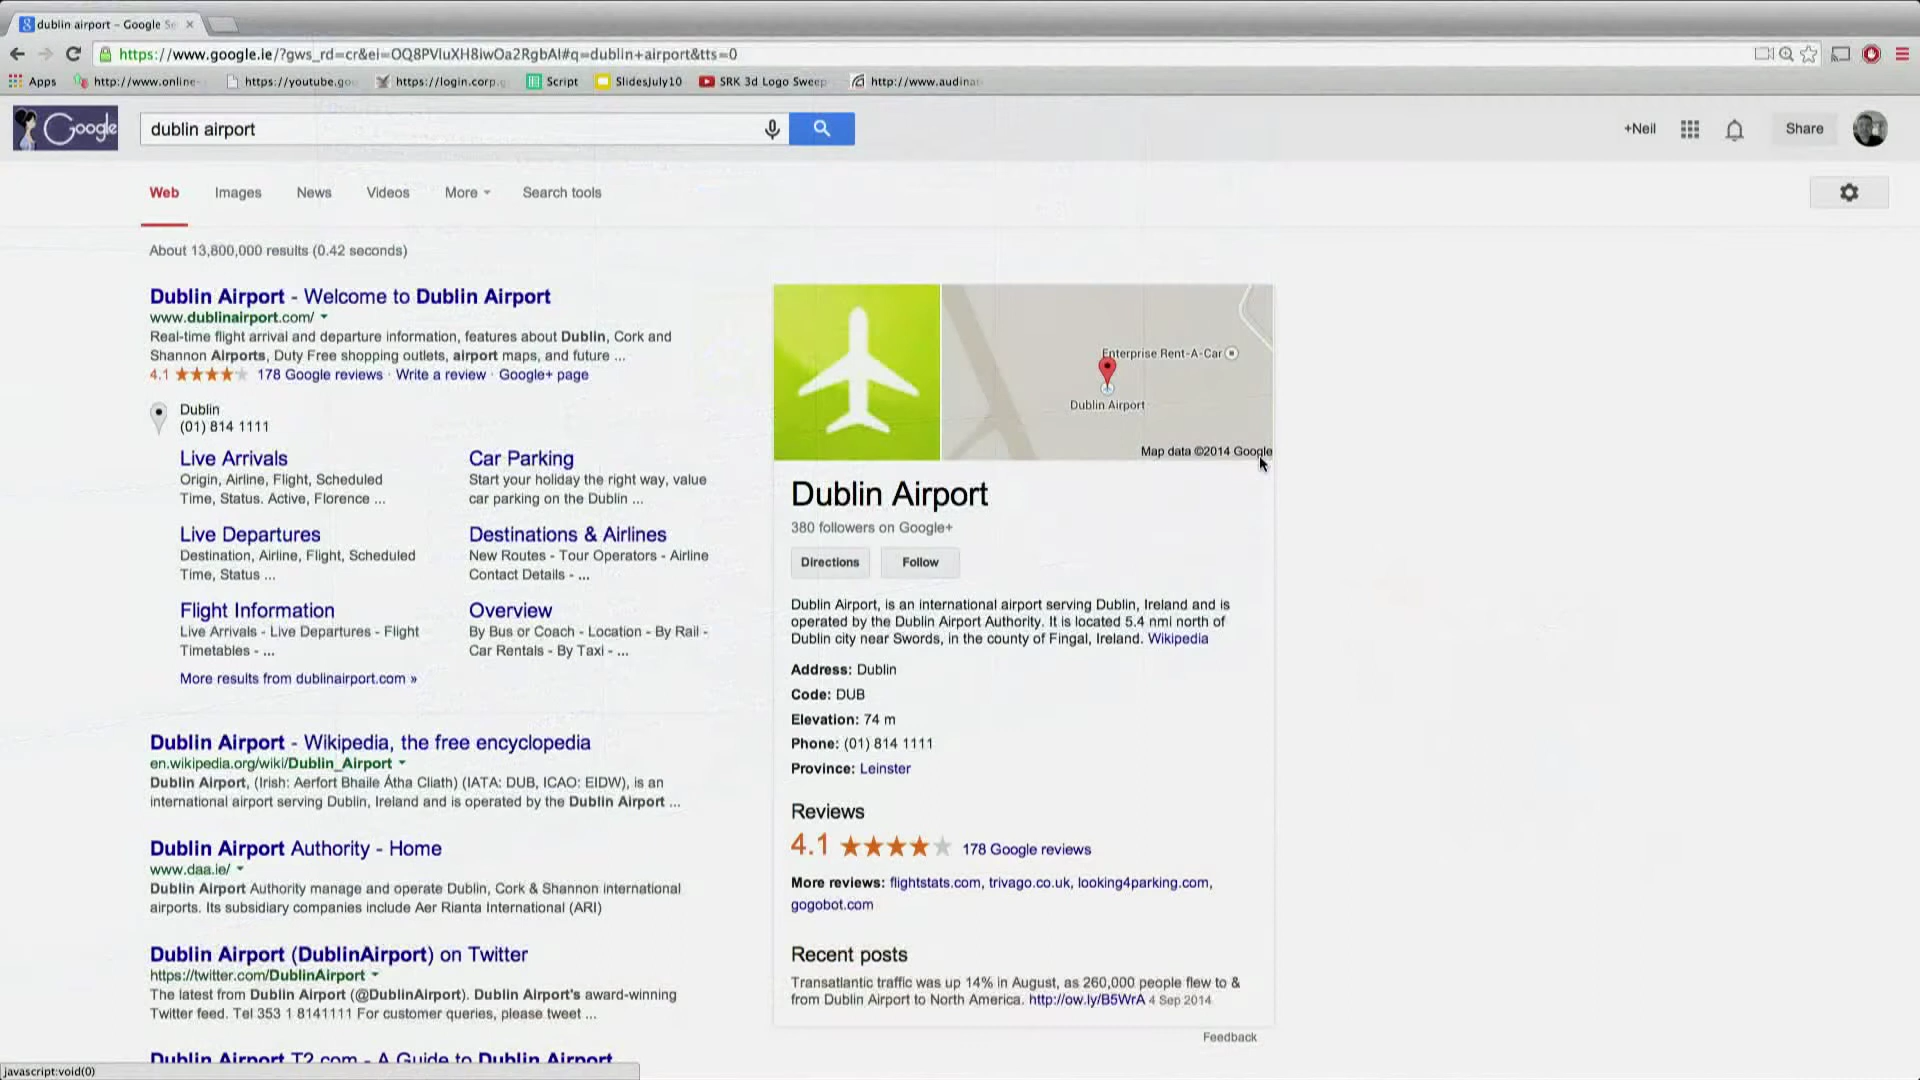 dublin airport – Google Se
https://www.google.ie/?gws_rd=cr&ei=OQ8PVIuXH8iwOa2RgbAI#q=dublin+airport&tts=0
Apps http://www.online- https://youtube.goo https://login.corp.g Script SlidesJuly10 SRK 3d Logo Sweep http://www.audinat
Google dublin airport +Neil Share
Web Images News Videos More Search tools
About 13,800,000 results (0.42 seconds)
Dublin Airport - Welcome to Dublin Airport
www.dublinairport.com/
Real-time flight arrival and departure information, features about Dublin, Cork and
Shannon Airports, Duty Free shopping outlets, airport maps, and future ...
4.1 178 Google reviews · Write a review · Google+ page
Dublin
(01) 814 1111
Live Arrivals
Origin, Airline, Flight, Scheduled
Time, Status. Active, Florence ...
Car Parking
Start your holiday the right way, value
car parking on the Dublin ...
Live Departures
Destination, Airline, Flight, Scheduled
Time, Status ...
Destinations & Airlines
New Routes - Tour Operators - Airline
Contact Details - ...
Flight Information
Live Arrivals - Live Departures - Flight
Timetables - ...
Overview
By Bus or Coach - Location - By Rail -
Car Rentals - By Taxi - ...
More results from dublinairport.com »
Dublin Airport - Wikipedia, the free encyclopedia
en.wikipedia.org/wiki/Dublin_Airport
Dublin Airport, (Irish: Aerfort Bhaile Átha Cliath) (IATA: DUB, ICAO: EIDW), is an
international airport serving Dublin, Ireland and is operated by the Dublin Airport ...
Dublin Airport Authority - Home
www.daa.ie/
Dublin Airport Authority manage and operate Dublin, Cork & Shannon international
airports. Its subsidiary companies include Aer Rianta International (ARI)
Dublin Airport (DublinAirport) on Twitter
https://twitter.com/DublinAirport
The latest from Dublin Airport (@DublinAirport). Dublin Airport's award-winning
Twitter feed. Tel 353 1 8141111 For customer queries, please tweet ...
Dublin Airport T2.com - A Guide to Dublin Airport
Enterprise Rent-A-Car
Dublin Airport
Map data ©2014 Google
Dublin Airport
380 followers on Google+
Directions Follow
Dublin Airport, is an international airport serving Dublin, Ireland and is
operated by the Dublin Airport Authority. It is located 5.4 nmi north of
Dublin city near Swords, in the county of Fingal, Ireland. Wikipedia
Address: Dublin
Code: DUB
Elevation: 74 m
Phone: (01) 814 1111
Province: Leinster
Reviews
4.1 178 Google reviews
More reviews: flightstats.com, trivago.co.uk, looking4parking.com,
gogobot.com
Recent posts
Transatlantic traffic was up 14% in August, as 260,000 people flew to &
from Dublin Airport to North America. http://ow.ly/B5WrA 4 Sep 2014
Feedback
javascript:void(0)